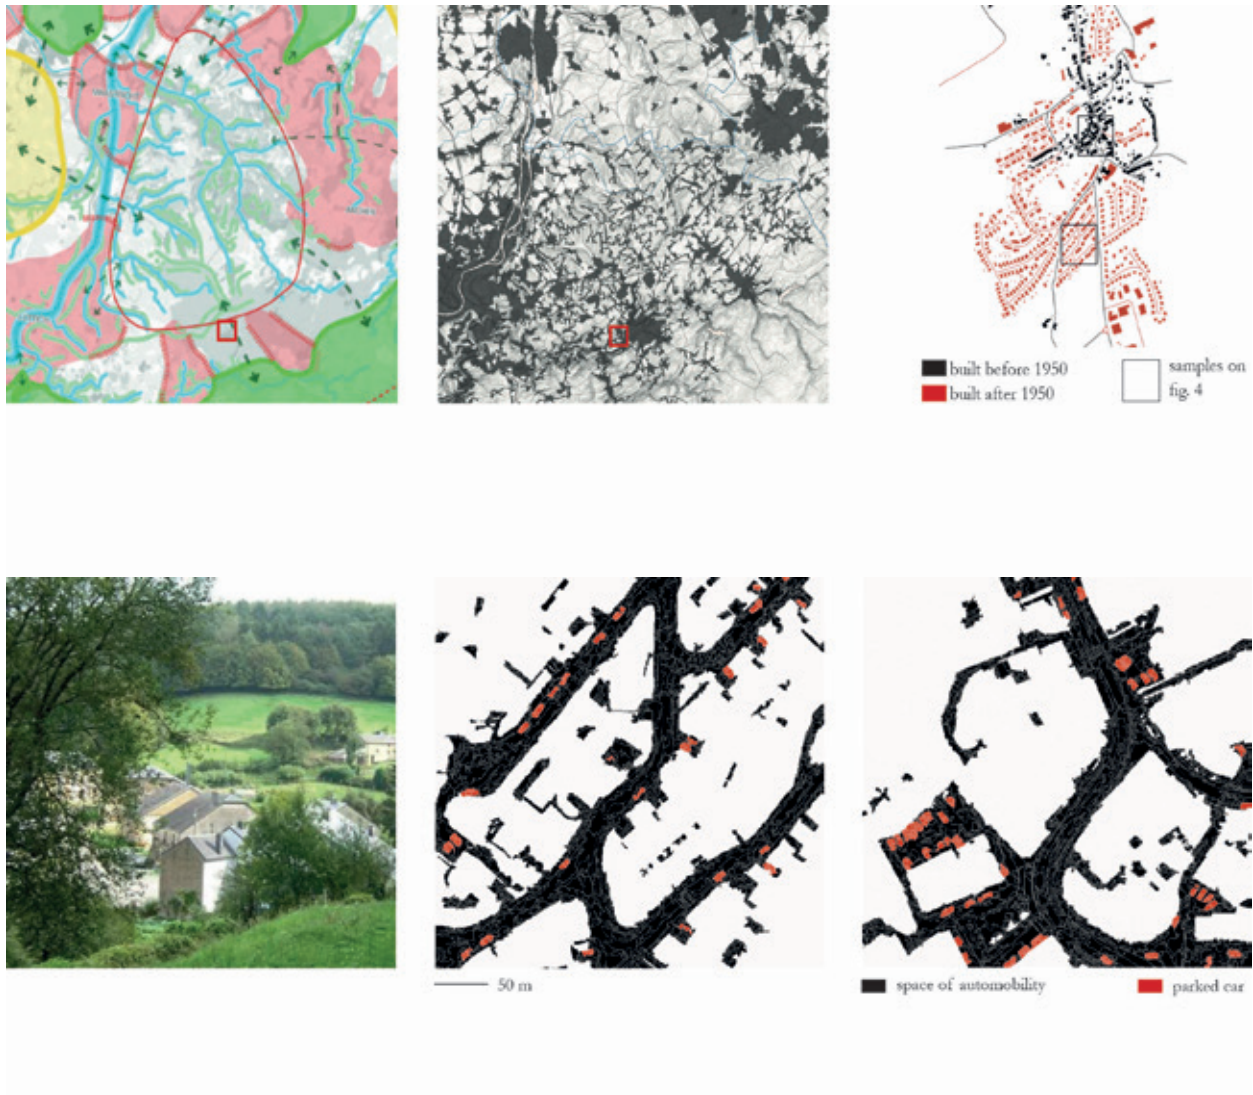 built before 1950
built after 1950
samples on
fig. 4
50 m
space of automobility
parked car